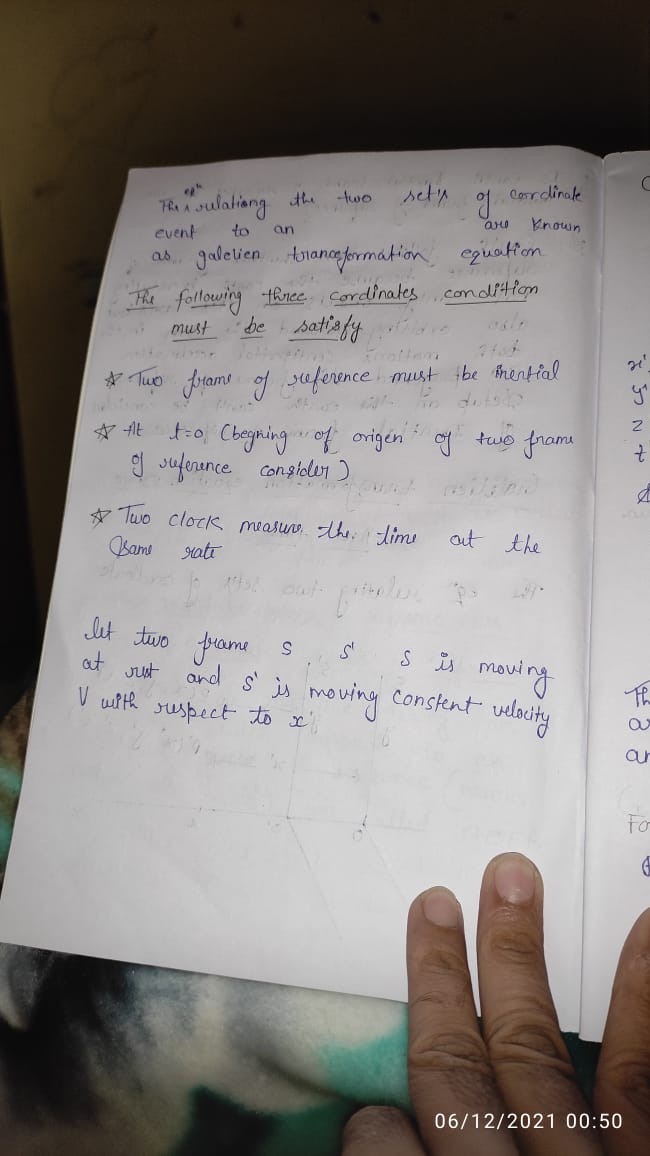 The eqn relationg the two set's of cordinate
event to an are known
as galelien tranceformation equation
The following three cordinates condition
must be satisfy
☆ Two frame of reference must be inertial
☆ At t=0 (begning of origen of two frame
of reference consider)
☆ Two clock measure the time at the
same rate
let two frame S S' S is moving
at rest and S' is moving constent velocity
V with respect to x'
x'
y'
z
t
Th
ar
an
Fo
06/12/2021 00:50